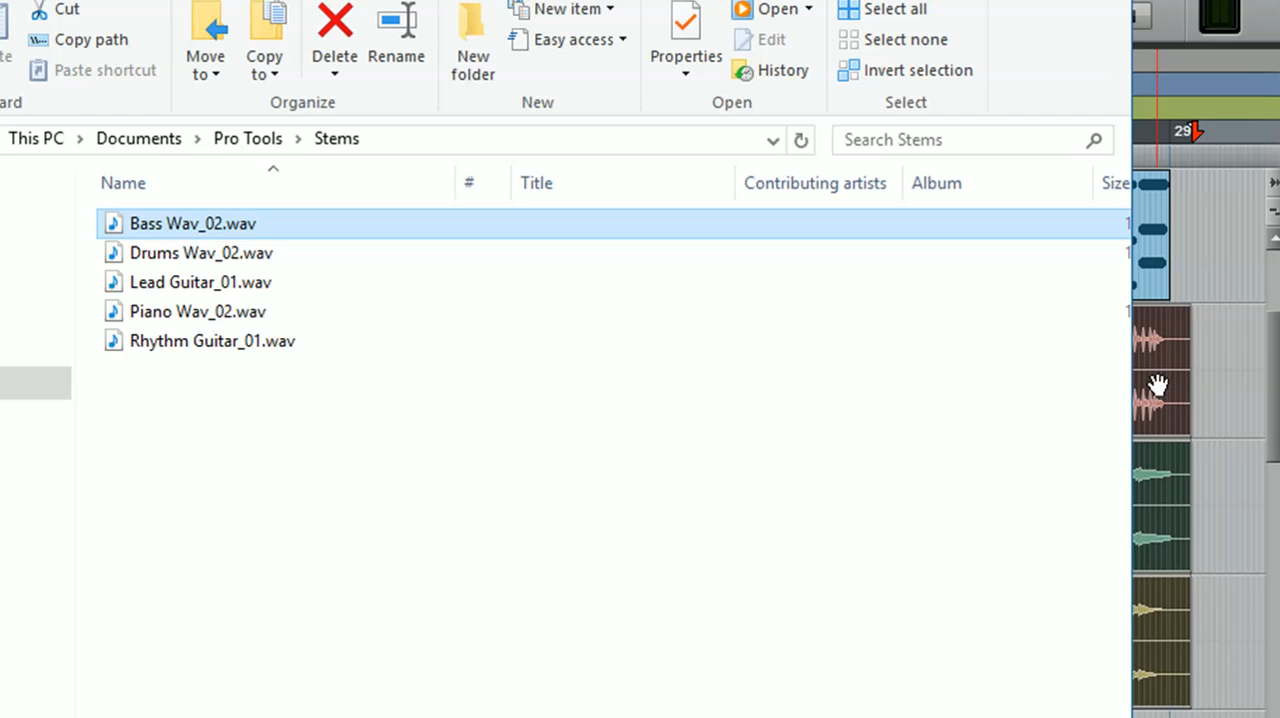 Cut
New item
Open
Select all
Copy path
Easy access
Edit
Select none
Move
to
Copy
to
Delete
Rename
New
folder
Properties
Paste shortcut
History
Invert selection
Organize
New
Open
Select
This PC
Documents
Pro Tools
Stems
Search Stems
29
Name
#
Title
Contributing artists
Album
Size
Bass Wav_02.wav
Drums Wav_02.wav
Lead Guitar_01.wav
Piano Wav_02.wav
Rhythm Guitar_01.wav